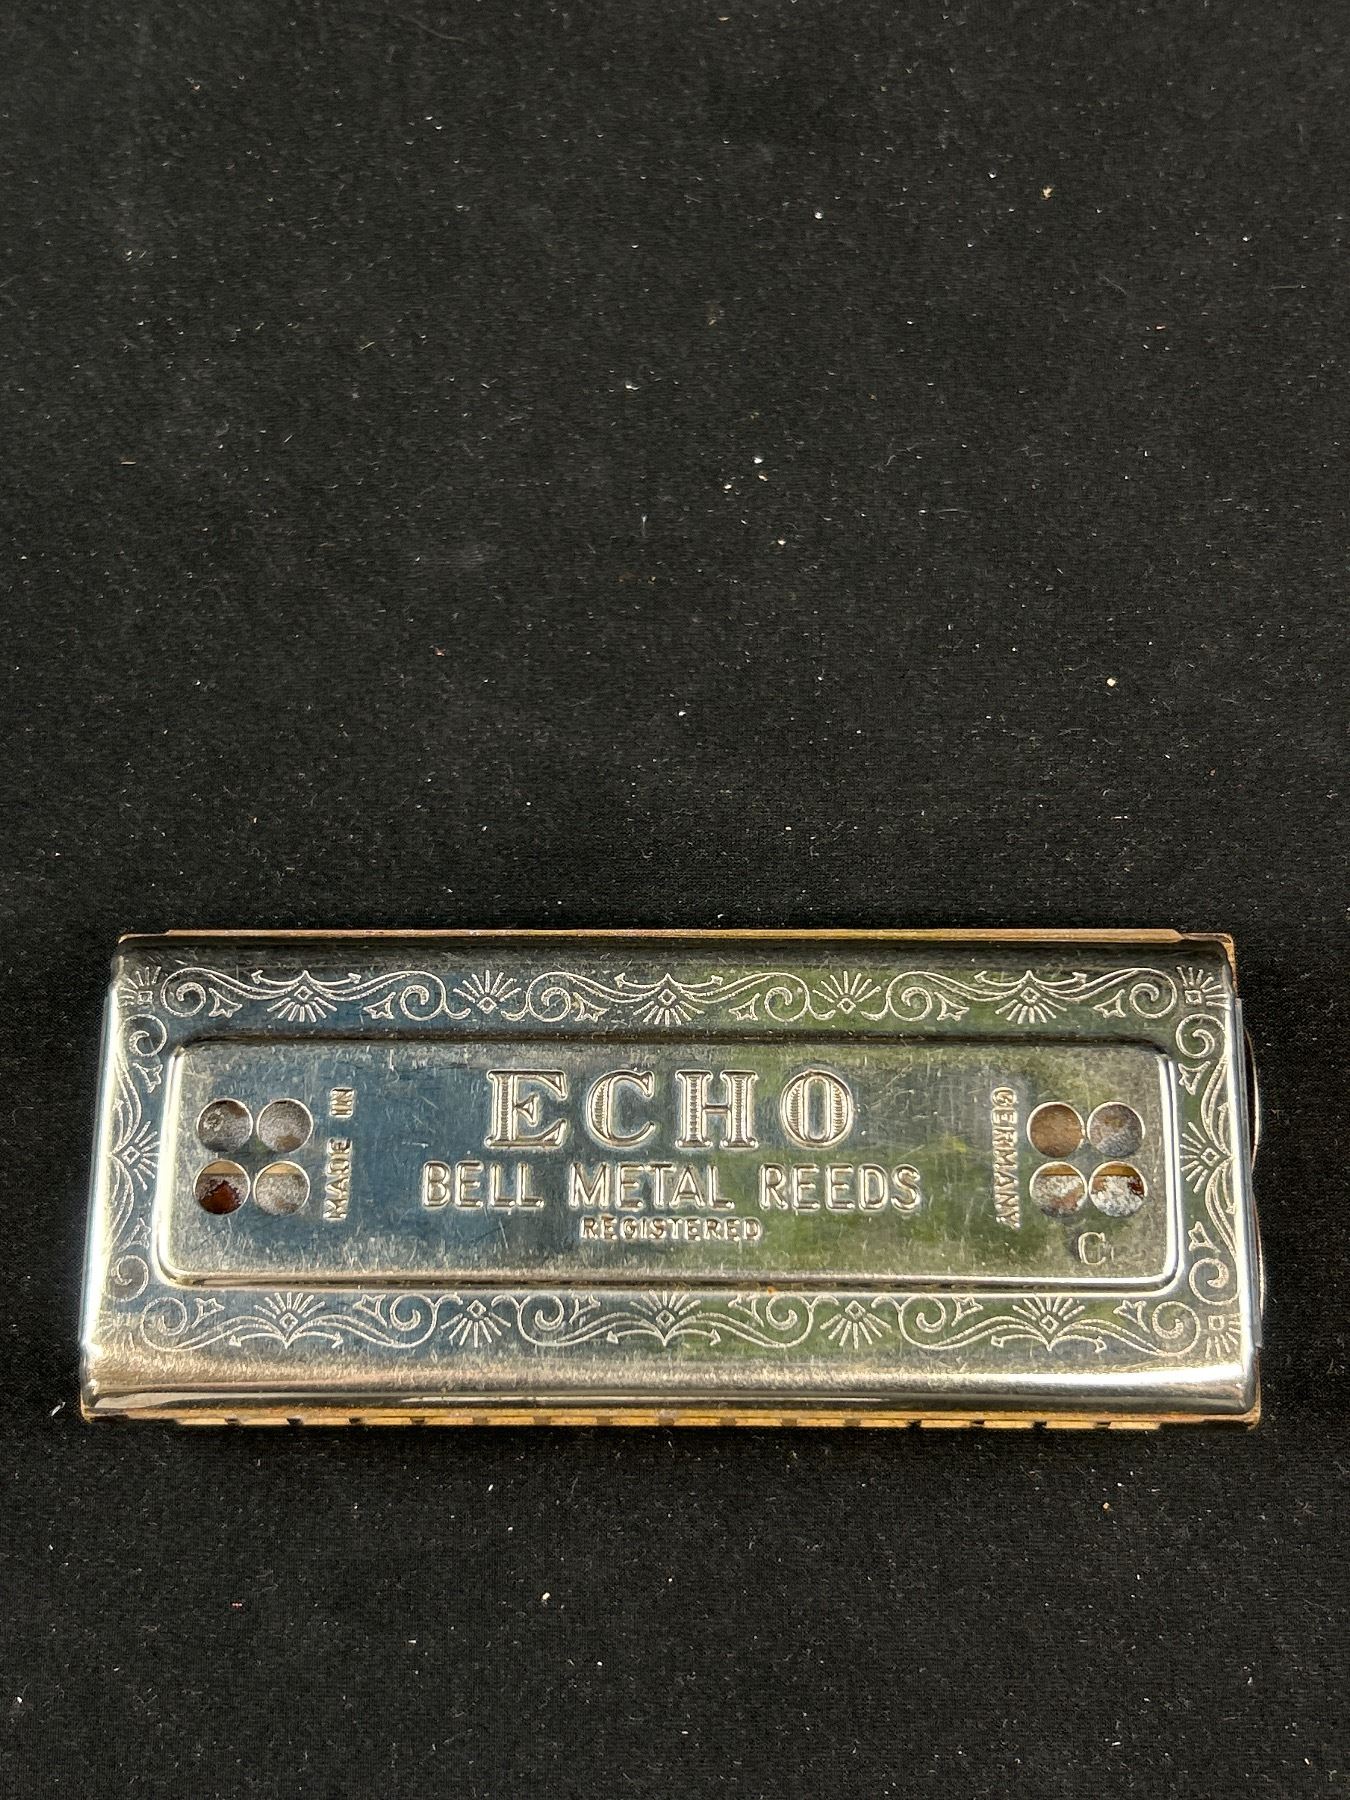 ECHO
BELL METAL REEDS
REGISTERED
MADE IN
GERMANY
C